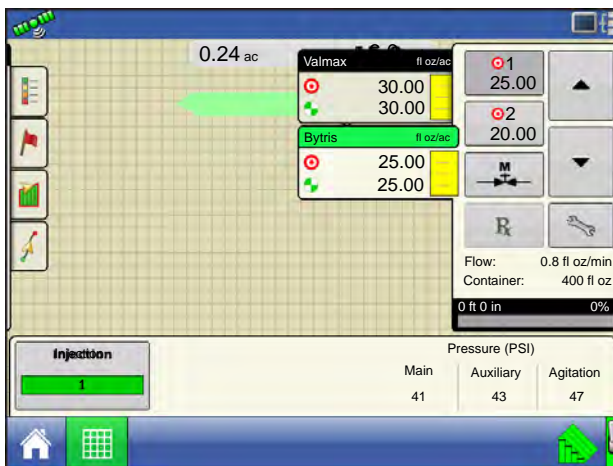 0.24 ac
Valmax fl oz/ac
30.00
30.00
Bytris fl oz/ac
25.00
25.00
1
25.00
2
20.00
M
Rx
Flow: 0.8 fl oz/min
Container: 400 fl oz
0 ft 0 in 0%
Injection
1
Pressure (PSI)
Main Auxiliary Agitation
41 43 47